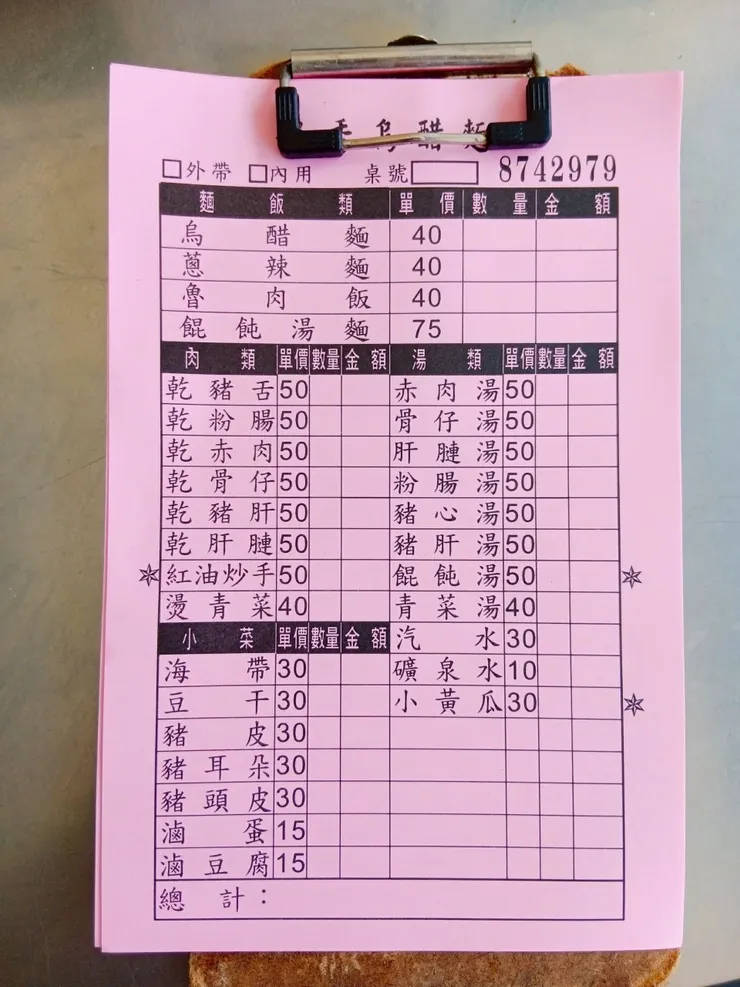 手烏醋麵
□外帶 □內用 桌號 8742979
麵飯類 單價 數量 金額
烏醋麵 40
蔥辣麵 40
魯肉飯 40
餛飩湯麵 75
肉類 單價 數量 金額 湯類 單價 數量 金額
乾豬舌 50 赤肉湯 50
乾粉腸 50 骨仔湯 50
乾赤肉 50 肝腱湯 50
乾骨仔 50 粉腸湯 50
乾豬肝 50 豬心湯 50
乾肝腱 50 豬肝湯 50
✲紅油炒手 50 餛飩湯 50 ✲
燙青菜 40 青菜湯 40
小菜 單價 數量 金額 汽水 30
海帶 30 礦泉水 10
豆干 30 小黃瓜 30 ✲
豬皮 30
豬耳朵 30
豬頭皮 30
滷蛋 15
滷豆腐 15
總計：